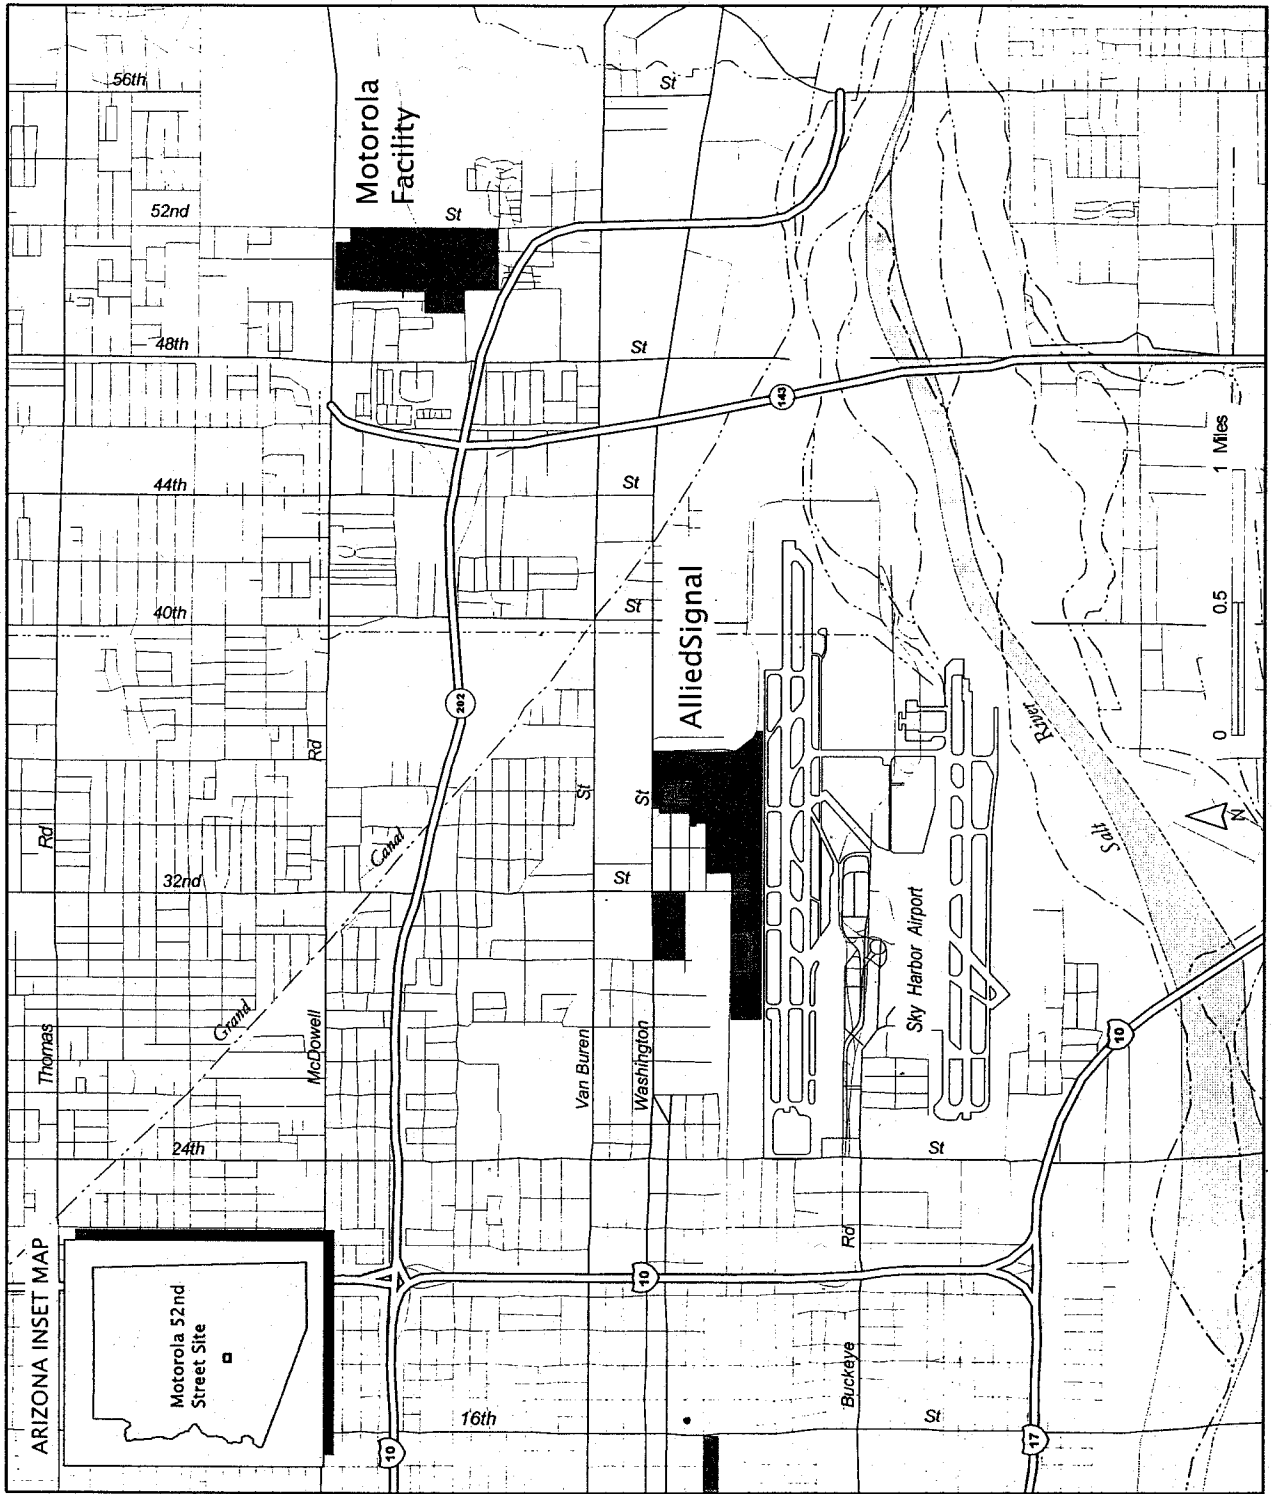 ARIZONA INSET MAP
Motorola 52nd
Street Site
Thomas
Rd
McDowell
Rd
Van Buren
St
Washington
St
Buckeye
Rd
16th
St
24th
St
32nd
St
40th
St
44th
St
48th
St
52nd
St
56th
St
Grand
Canal
Motorola
Facility
AlliedSignal
Sky Harbor Airport
Salt
River
10
10
10
17
202
143
N
0
0.5
1 Miles